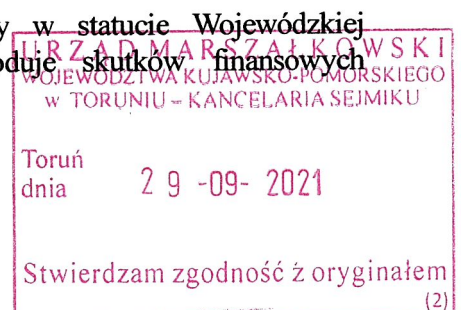 y w statucie Wojewódzkiej
oduje skutków finansowych
URZĄD MARSZAŁKOWSKI
WOJEWÓDZTWA KUJAWSKO-POMORSKIEGO
W TORUNIU - KANCELARIA SEJMIKU
Toruń
dnia 29 -09- 2021
Stwierdzam zgodność z oryginałem
(2)